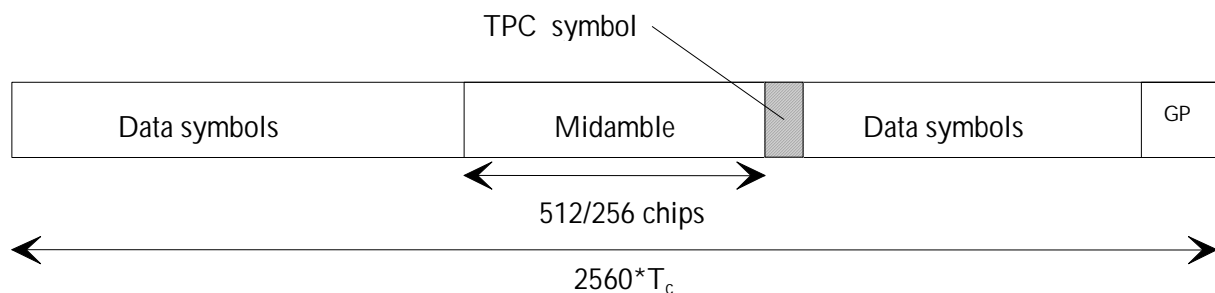 TPC symbol
Data symbols Midamble Data symbols GP
512/256 chips
2560*Tc